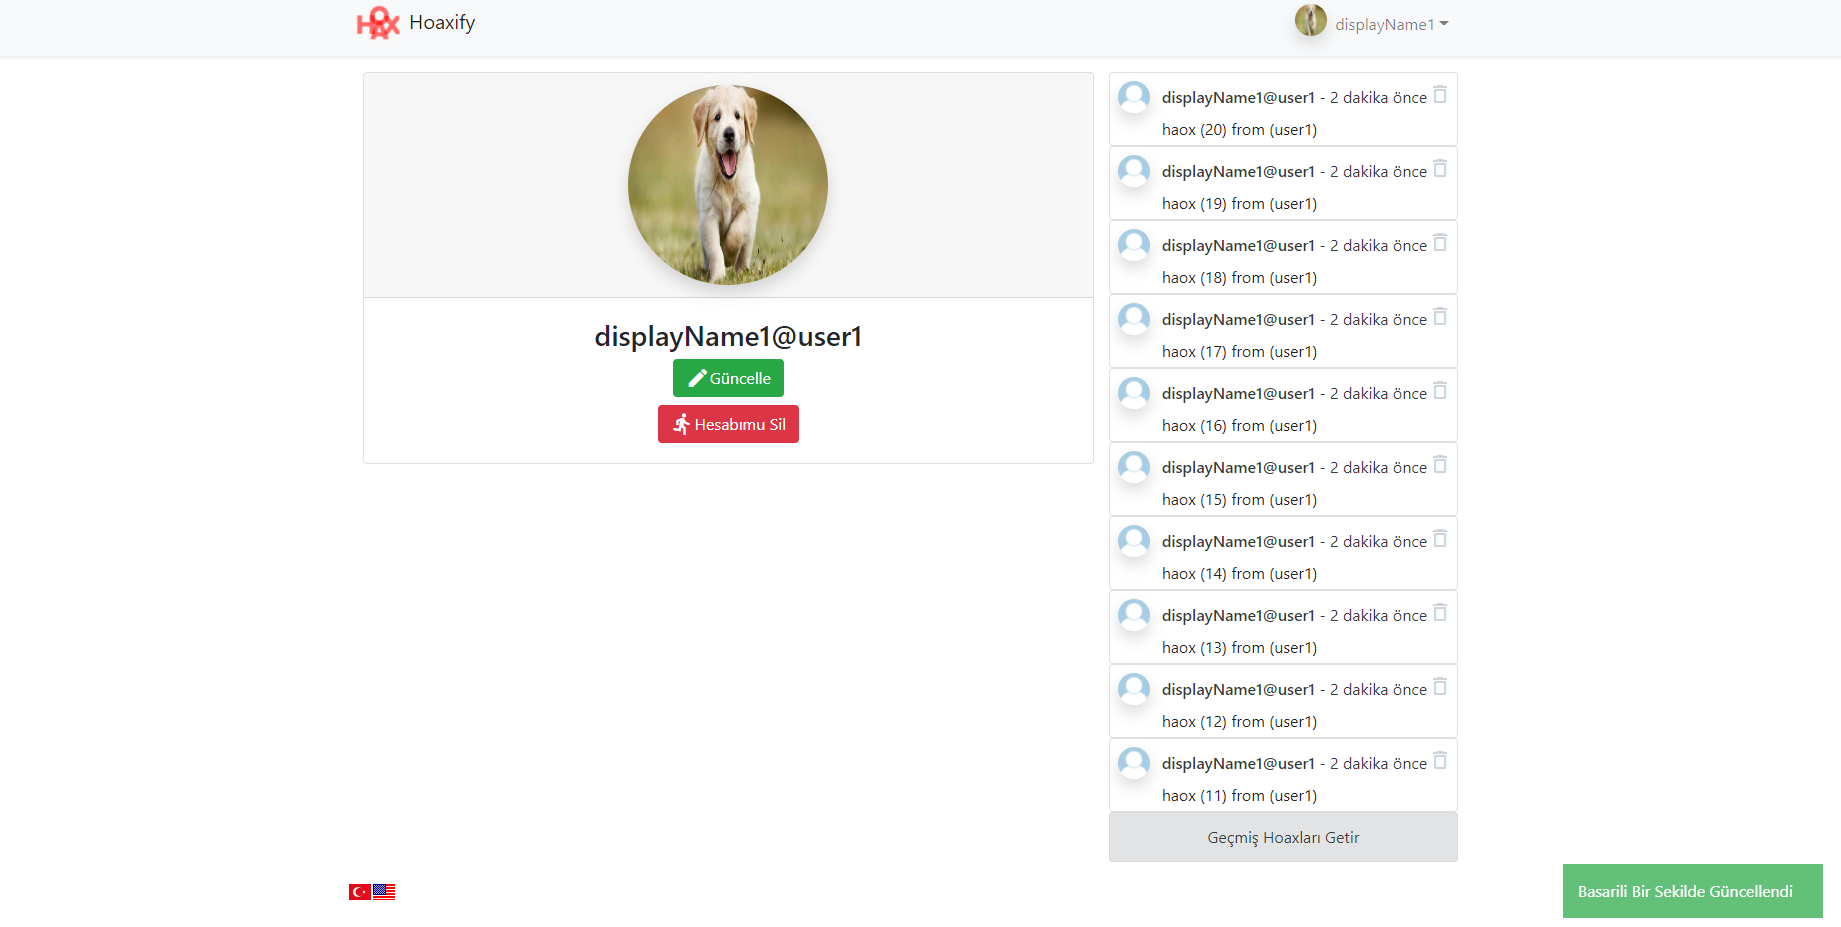 HOAX Hoaxify
displayName1
displayName1@user1
Güncelle
Hesabımu Sil
displayName1@user1 - 2 dakika önce
haox (20) from (user1)
displayName1@user1 - 2 dakika önce
haox (19) from (user1)
displayName1@user1 - 2 dakika önce
haox (18) from (user1)
displayName1@user1 - 2 dakika önce
haox (17) from (user1)
displayName1@user1 - 2 dakika önce
haox (16) from (user1)
displayName1@user1 - 2 dakika önce
haox (15) from (user1)
displayName1@user1 - 2 dakika önce
haox (14) from (user1)
displayName1@user1 - 2 dakika önce
haox (13) from (user1)
displayName1@user1 - 2 dakika önce
haox (12) from (user1)
displayName1@user1 - 2 dakika önce
haox (11) from (user1)
Geçmiş Hoaxları Getir
Basarili Bir Sekilde Güncellendi